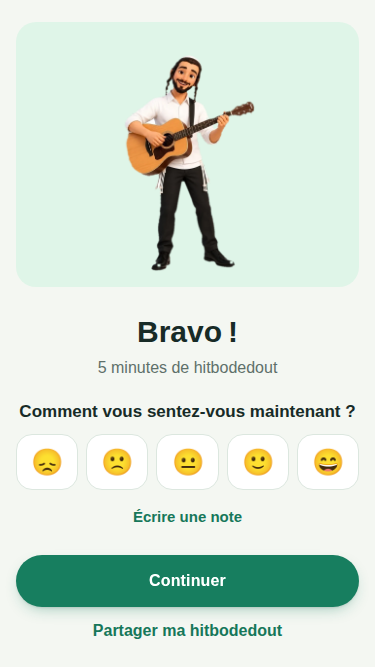 Bravo !
5 minutes de hitbodedout
Comment vous sentez-vous maintenant ?
Écrire une note
Continuer
Partager ma hitbodedout